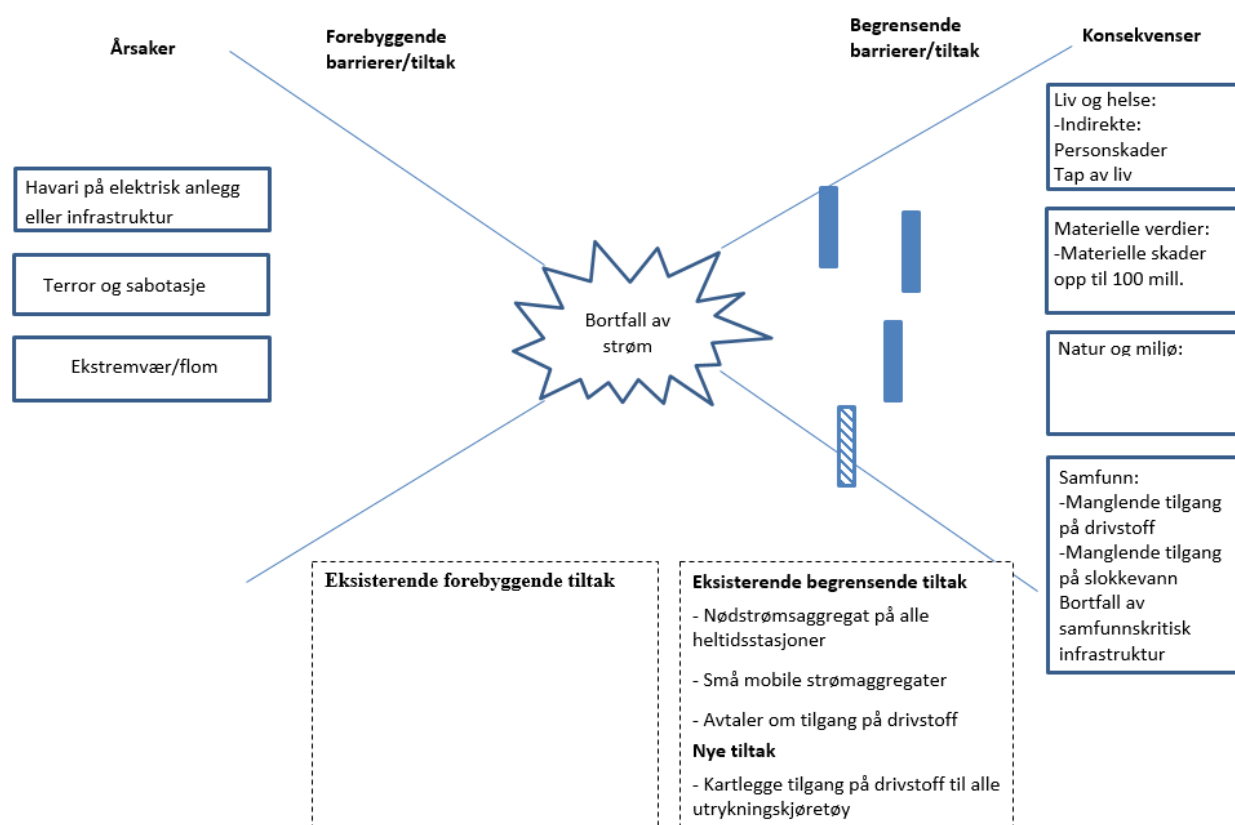 Årsaker
Forebyggende
barrierer/tiltak
Begrensende
barrierer/tiltak
Konsekvenser
Havari på elektrisk anlegg
eller infrastruktur
Terror og sabotasje
Ekstremvær/flom
Bortfall av
strøm
Liv og helse:
-Indirekte:
Personskader
Tap av liv
Materielle verdier:
-Materielle skader
opp til 100 mill.
Natur og miljø:
Samfunn:
-Manglende tilgang
på drivstoff
-Manglende tilgang
på slokkevann
Bortfall av
samfunnskritisk
infrastruktur
Eksisterende forebyggende tiltak
Eksisterende begrensende tiltak
- Nødstrømsaggregat på alle
heltidsstasjoner
- Små mobile strømaggregater
- Avtaler om tilgang på drivstoff
Nye tiltak
- Kartlegge tilgang på drivstoff til alle
utrykningskjøretøy